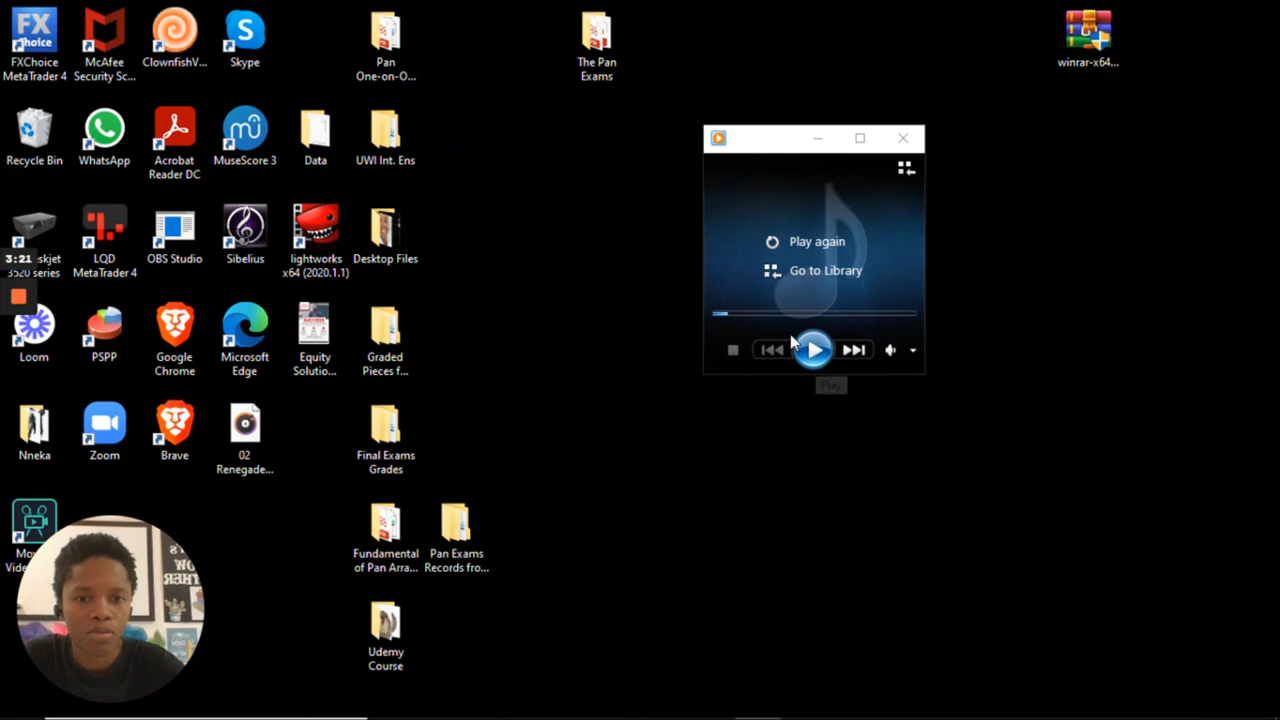 FX
Choice
FXChoice
MetaTrader 4
McAfee
Security Sc...
ClownfishV...
Skype
Pan
One-on-O...
The Pan
Exams
winrar-x64...
Recycle Bin
WhatsApp
Acrobat
Reader DC
MuseScore 3
Data
UWI Int. Ens
Play again
Go to Library
3:21
eskjet
3520 series
LQD
MetaTrader 4
OBS Studio
Sibelius
lightworks
x64 (2020.1.1)
Desktop Files
Play
Loom
PSPP
Google
Chrome
Microsoft
Edge
Equity
Solutio...
Graded
Pieces f...
Nneka
Zoom
Brave
02
Renegade...
Final Exams
Grades
Fundamental
of Pan Arra...
Pan Exams
Records fro...
Udemy
Course